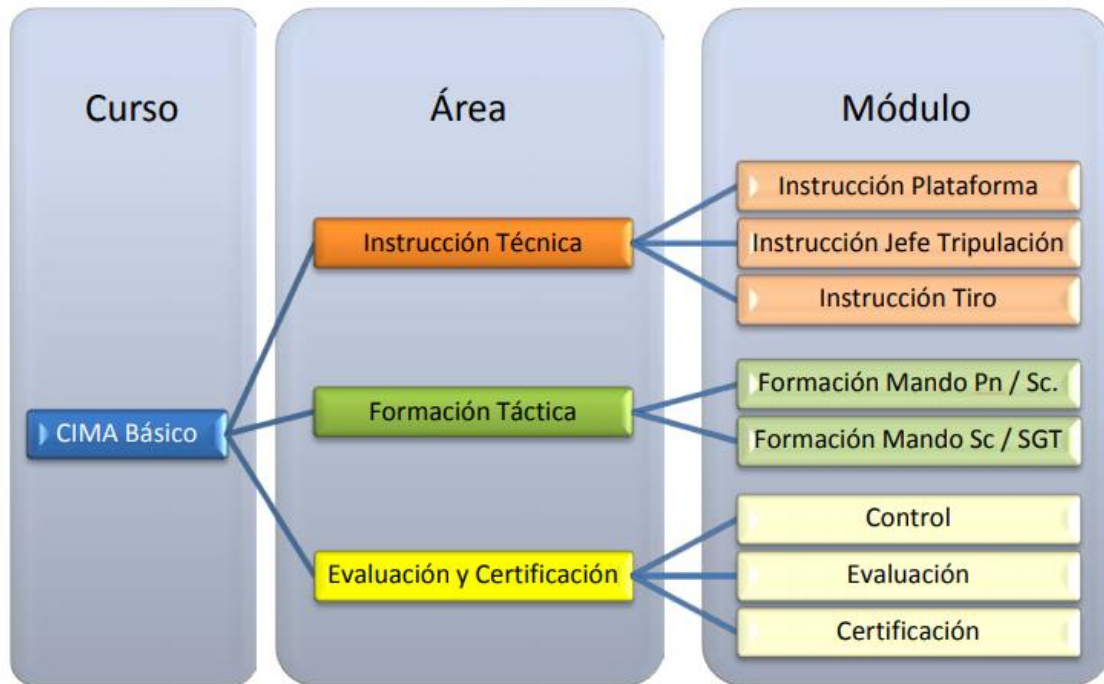 Curso
Área
Módulo
CIMA Básico
Instrucción Técnica
Instrucción Plataforma
Instrucción Jefe Tripulación
Instrucción Tiro
Formación Táctica
Formación Mando Pn / Sc.
Formación Mando Sc / SGT
Evaluación y Certificación
Control
Evaluación
Certificación